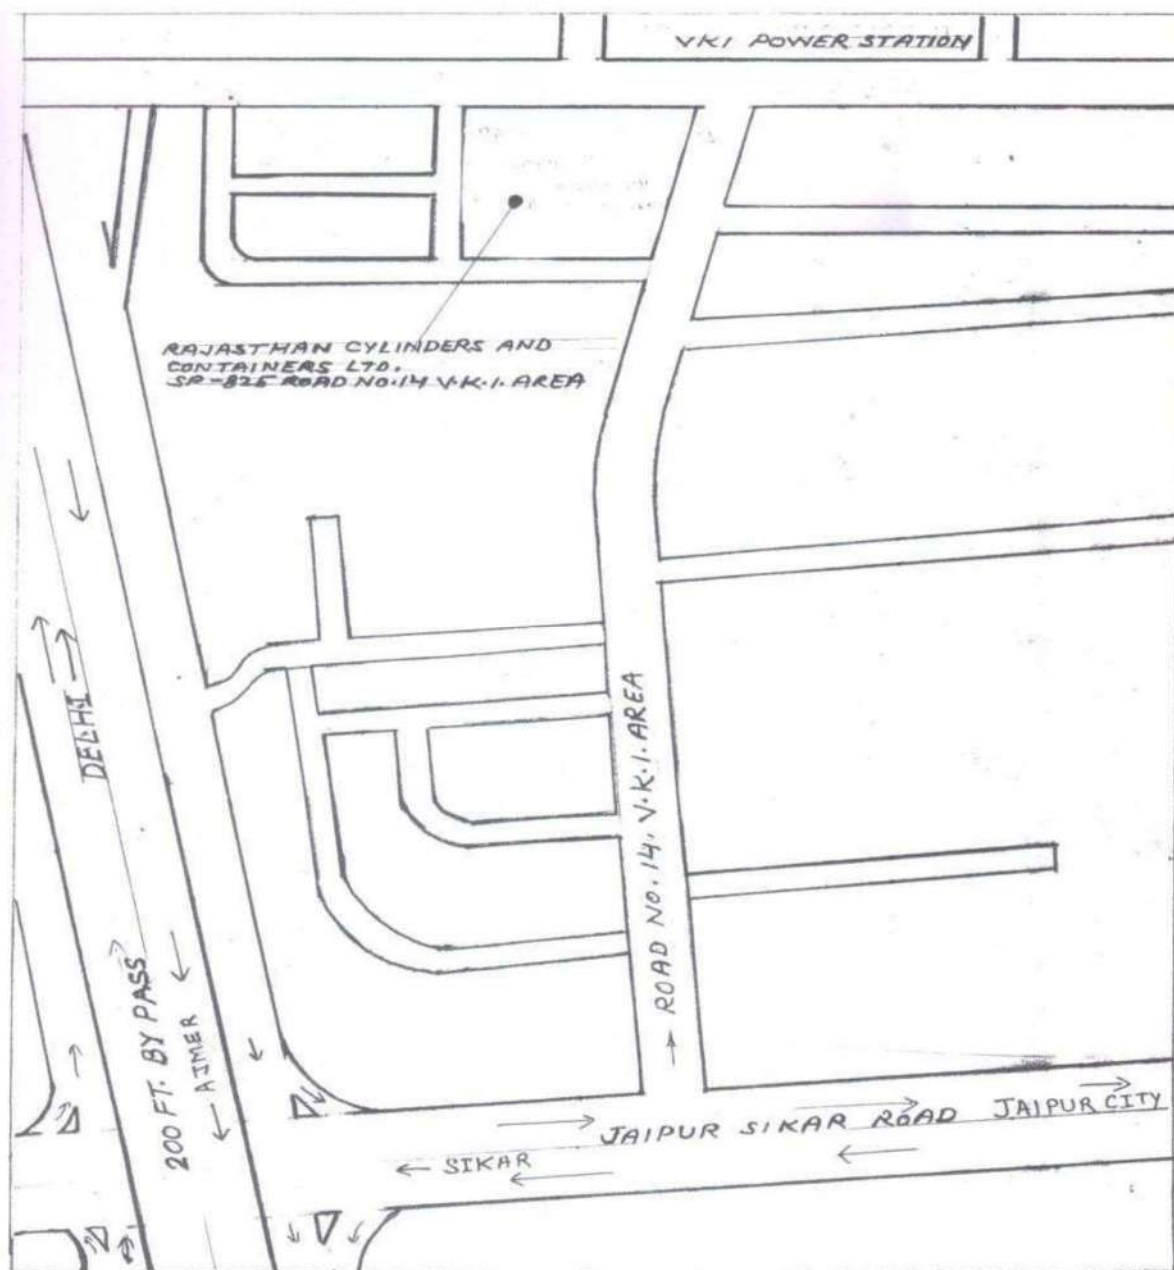 VKI POWER STATION
RAJASTHAN CYLINDERS AND
CONTAINERS LTD.
SP-825 ROAD NO.14 V.K.I. AREA
DELHI
ROAD NO. 14, V.K.I. AREA
200 FT. BY PASS
AJMER
JAIPUR SIKAR ROAD
JAIPUR CITY
SIKAR